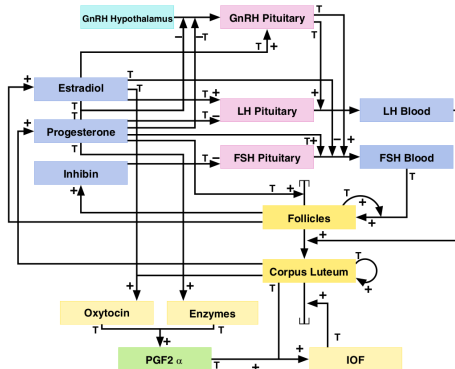 GnRH Hypothalamus
GnRH Pituitary
T
T
T
T
+
+
Estradiol
T
T
T
T
+
+
LH Pituitary
LH Blood
+
Progesterone
T
T
T
T
+
+
Inhibin
T
FSH Pituitary
FSH Blood
+
T
T
+
T
+
+
T
Follicles
+
+
+
Corpus Luteum
T
T
+
+
+
+
Oxytocin
Enzymes
T
T
+
PGF2 α
T
+
IOF
T